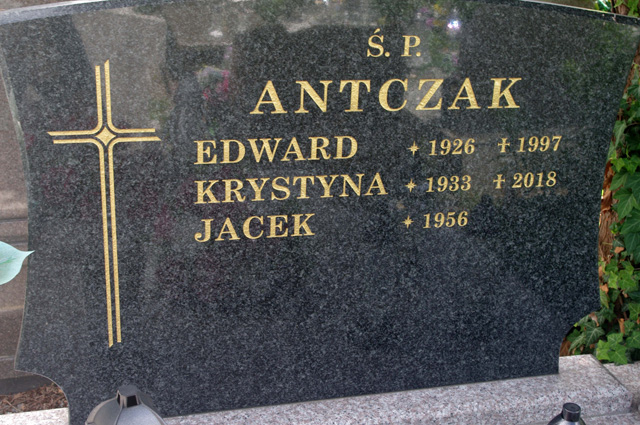 Ś. P.
ANTCZAK
EDWARD * 1926 ✝ 1997
KRYSTYNA * 1933 ✝ 2018
JACEK * 1956